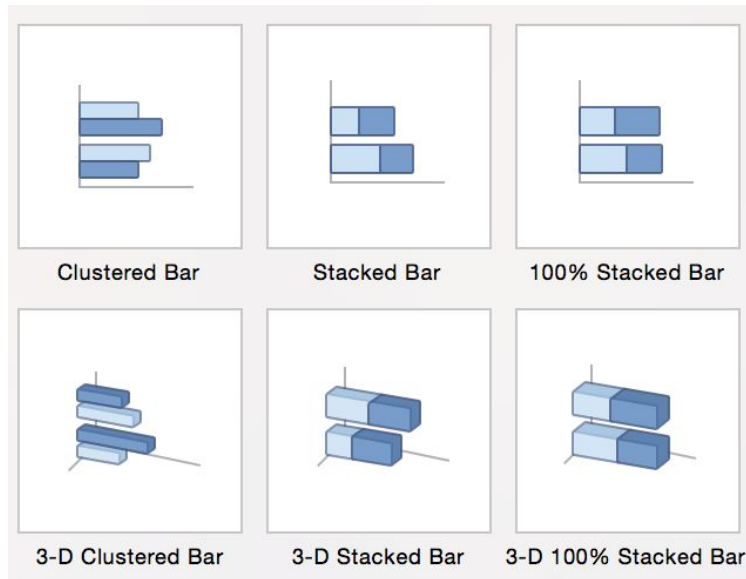 Clustered Bar
Stacked Bar
100% Stacked Bar
3-D Clustered Bar
3-D Stacked Bar
3-D 100% Stacked Bar